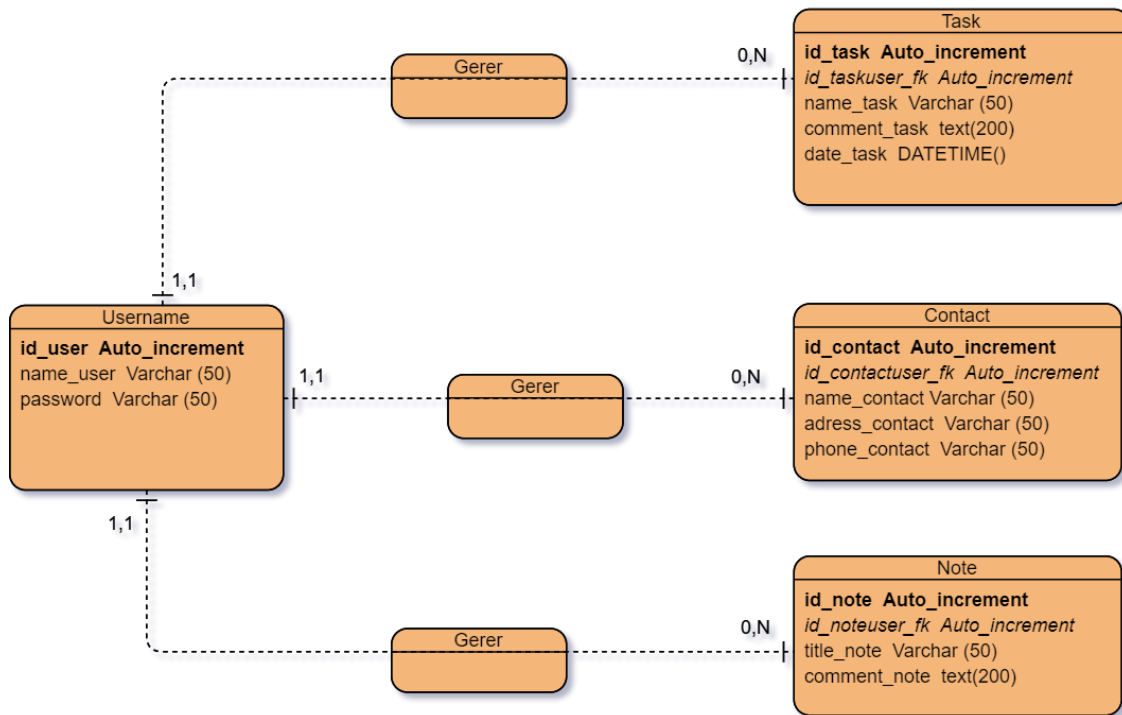 Task
id_task Auto_increment
id_taskuser_fk Auto_increment
name_task Varchar (50)
comment_task text(200)
date_task DATETIME()
Gerer
0,N
1,1
Username
id_user Auto_increment
name_user Varchar (50)
password Varchar (50)
1,1
Gerer
0,N
Contact
id_contact Auto_increment
id_contactuser_fk Auto_increment
name_contact Varchar (50)
adress_contact Varchar (50)
phone_contact Varchar (50)
1,1
Gerer
0,N
Note
id_note Auto_increment
id_noteuser_fk Auto_increment
title_note Varchar (50)
comment_note text(200)